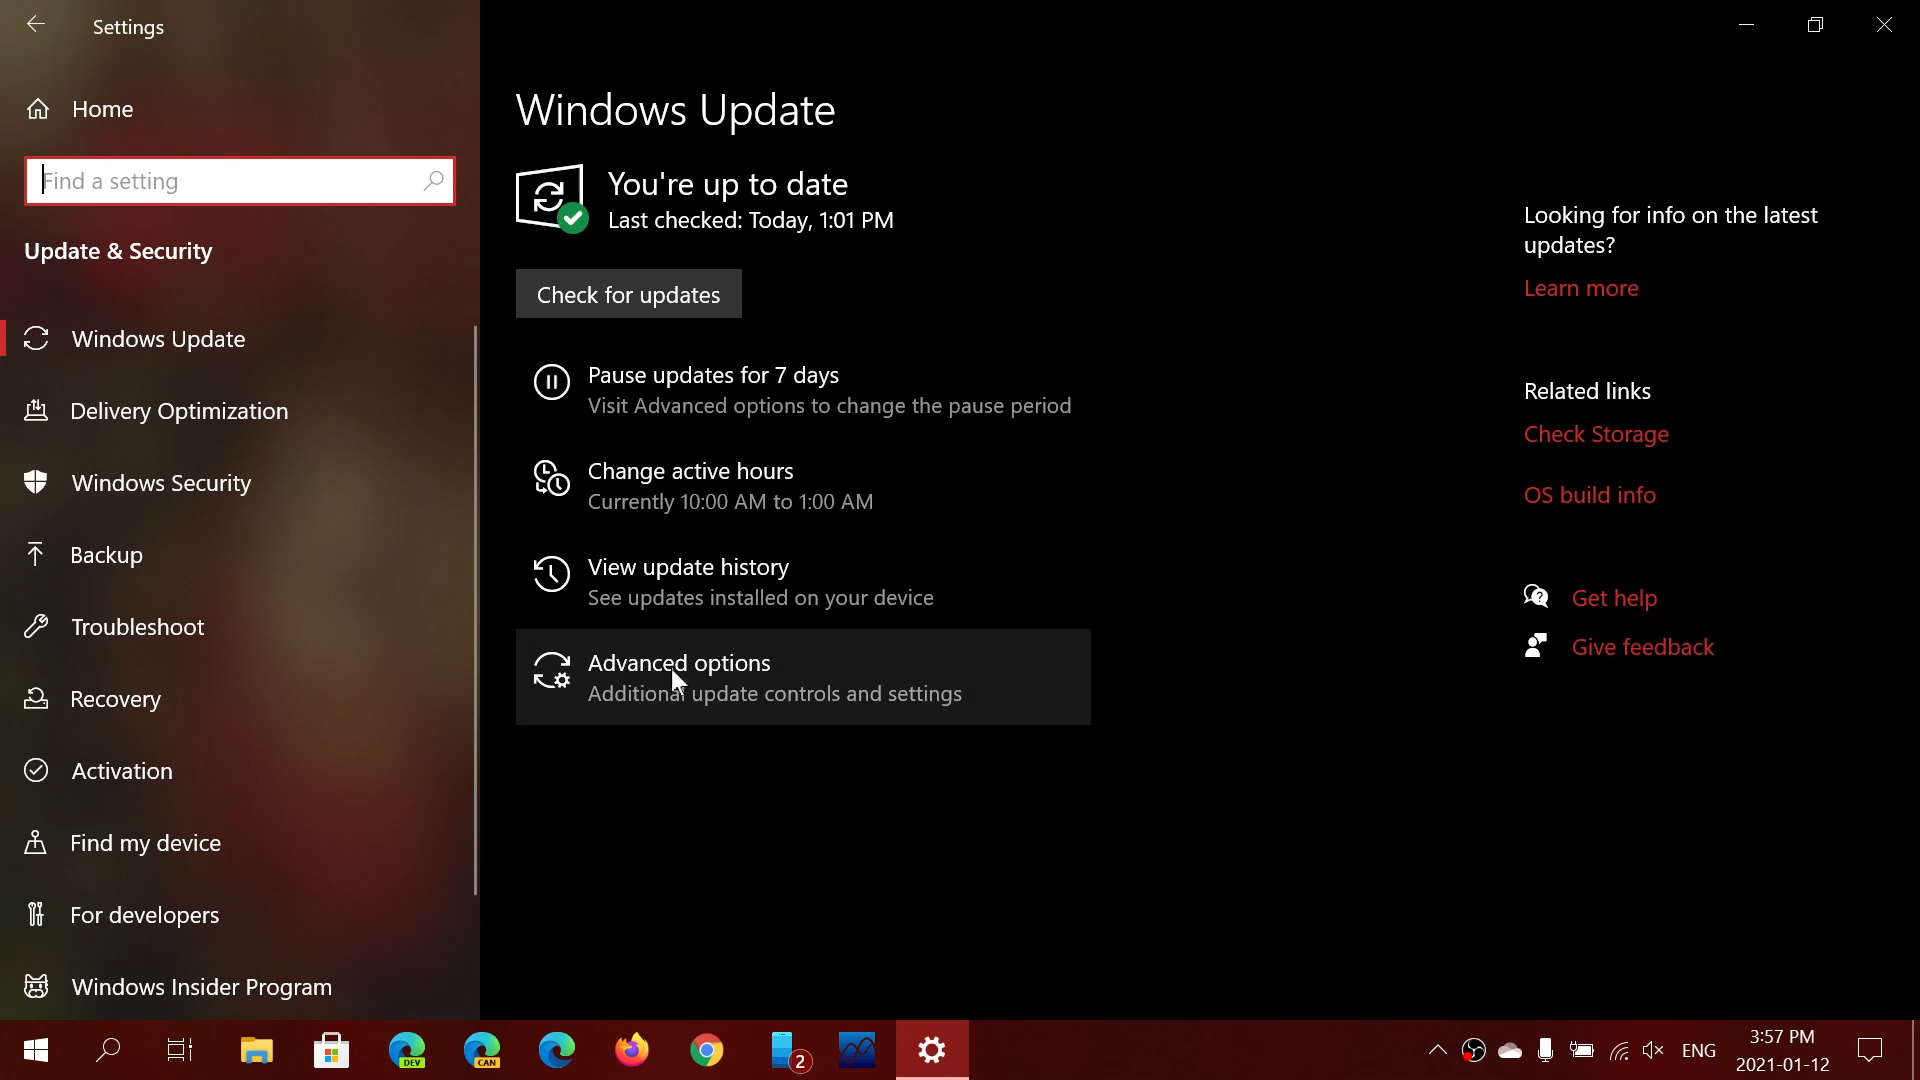 Settings
Home
Find a setting
Update & Security
Windows Update
Delivery Optimization
Windows Security
Backup
Troubleshoot
Recovery
Activation
Find my device
For developers
Windows Insider Program
Windows Update
You're up to date
Last checked: Today, 1:01 PM
Check for updates
Pause updates for 7 days
Visit Advanced options to change the pause period
Change active hours
Currently 10:00 AM to 1:00 AM
View update history
See updates installed on your device
Advanced options
Additional update controls and settings
Looking for info on the latest
updates?
Learn more
Related links
Check Storage
OS build info
Get help
Give feedback
DEV
CAN
2
ENG
3:57 PM
2021-01-12